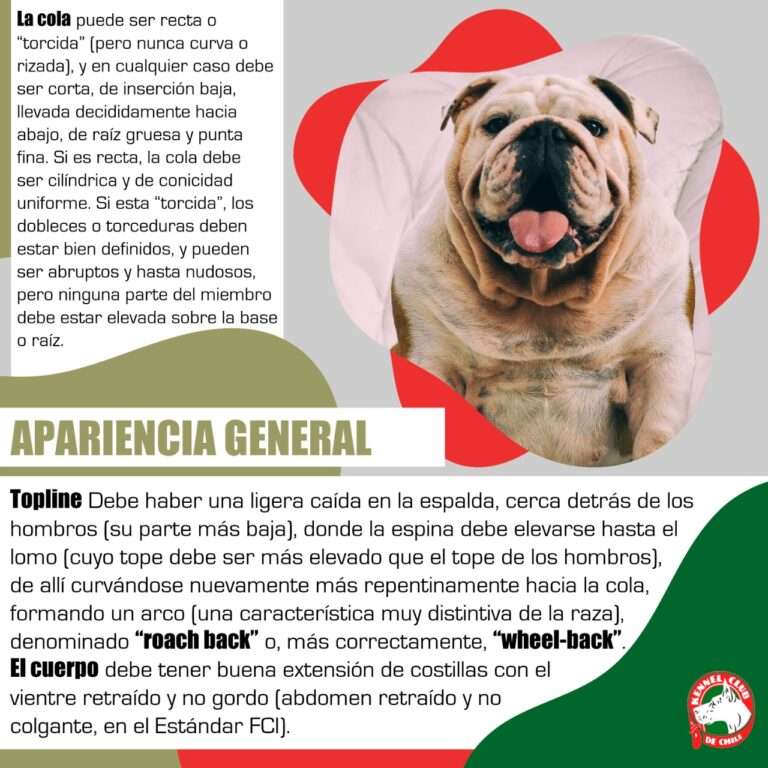 La cola puede ser recta o
“torcida” (pero nunca curva o
rizada), y en cualquier caso debe
ser corta, de inserción baja,
llevada decididamente hacia
abajo, de raíz gruesa y punta
fina. Si es recta, la cola debe
ser cilíndrica y de conicidad
uniforme. Si esta “torcida”, los
dobleces o torceduras deben
estar bien definidos, y pueden
ser abruptos y hasta nudosos,
pero ninguna parte del miembro
debe estar elevada sobre la base
o raíz.
APARIENCIA GENERAL
Topline Debe haber una ligera caída en la espalda, cerca detrás de los
hombros (su parte más baja), donde la espina debe elevarse hasta el
lomo (cuyo tope debe ser más elevado que el tope de los hombros),
de allí curvándose nuevamente más repentinamente hacia la cola,
formando un arco (una característica muy distintiva de la raza),
denominado “roach back” o, más correctamente, “wheel-back”.
El cuerpo debe tener buena extensión de costillas con el
vientre retraído y no gordo (abdomen retraído y no
colgante, en el Estándar FCI).
KENNEL CLUB
DE CHILE